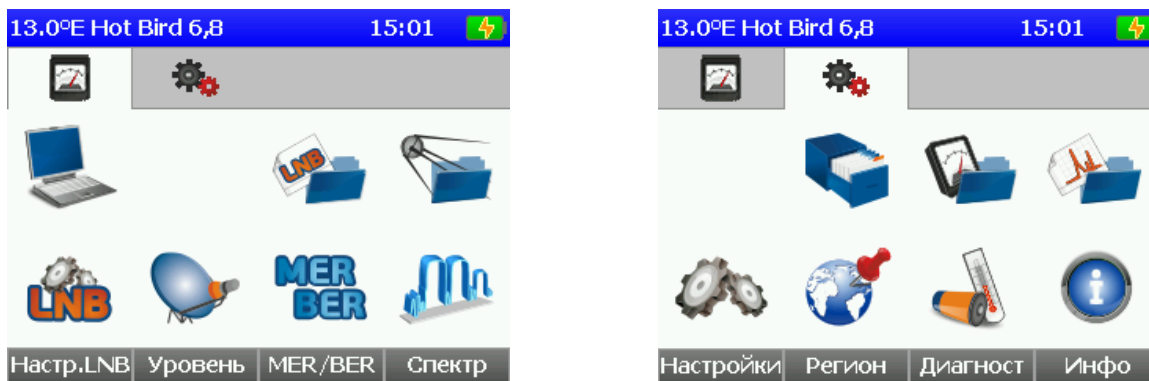 13.0ºE Hot Bird 6,8 15:01
LNB
LNB
MER
BER
Настр.LNB Уровень MER/BER Спектр
13.0ºE Hot Bird 6,8 15:01
i
Настройки Регион Диагност Инфо